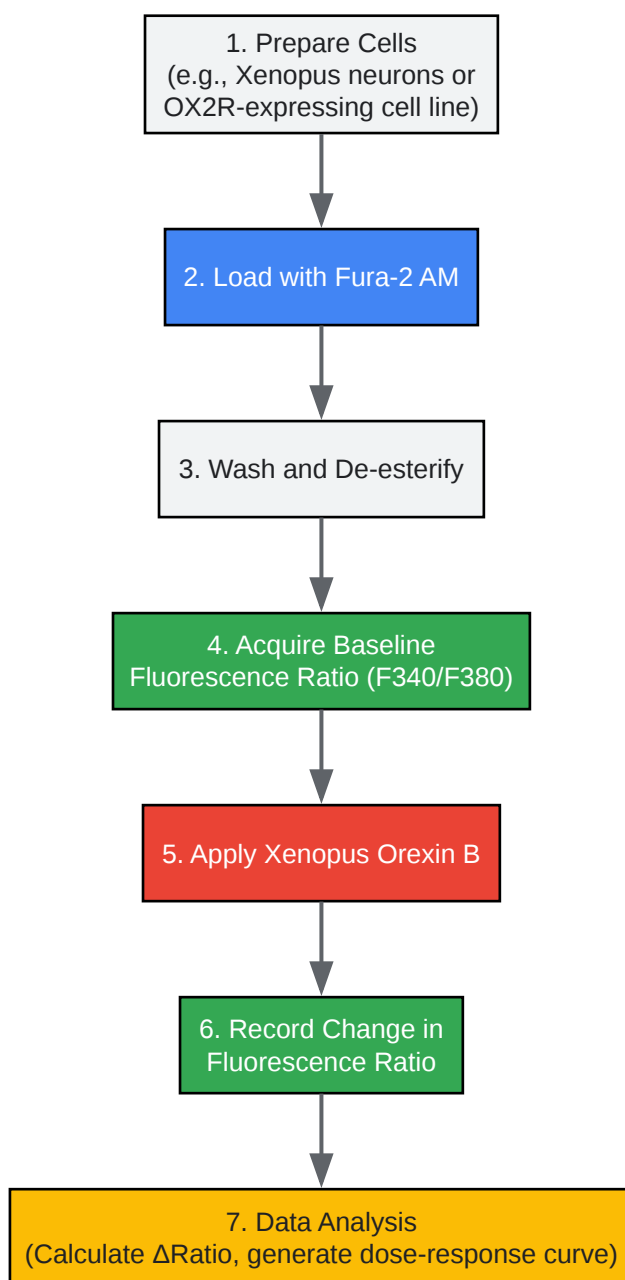 1. Prepare Cells
(e.g., Xenopus neurons or
OX2R-expressing cell line)
2. Load with Fura-2 AM
3. Wash and De-esterify
4. Acquire Baseline
Fluorescence Ratio (F340/F380)
5. Apply Xenopus Orexin B
6. Record Change in
Fluorescence Ratio
7. Data Analysis
(Calculate ΔRatio, generate dose-response curve)